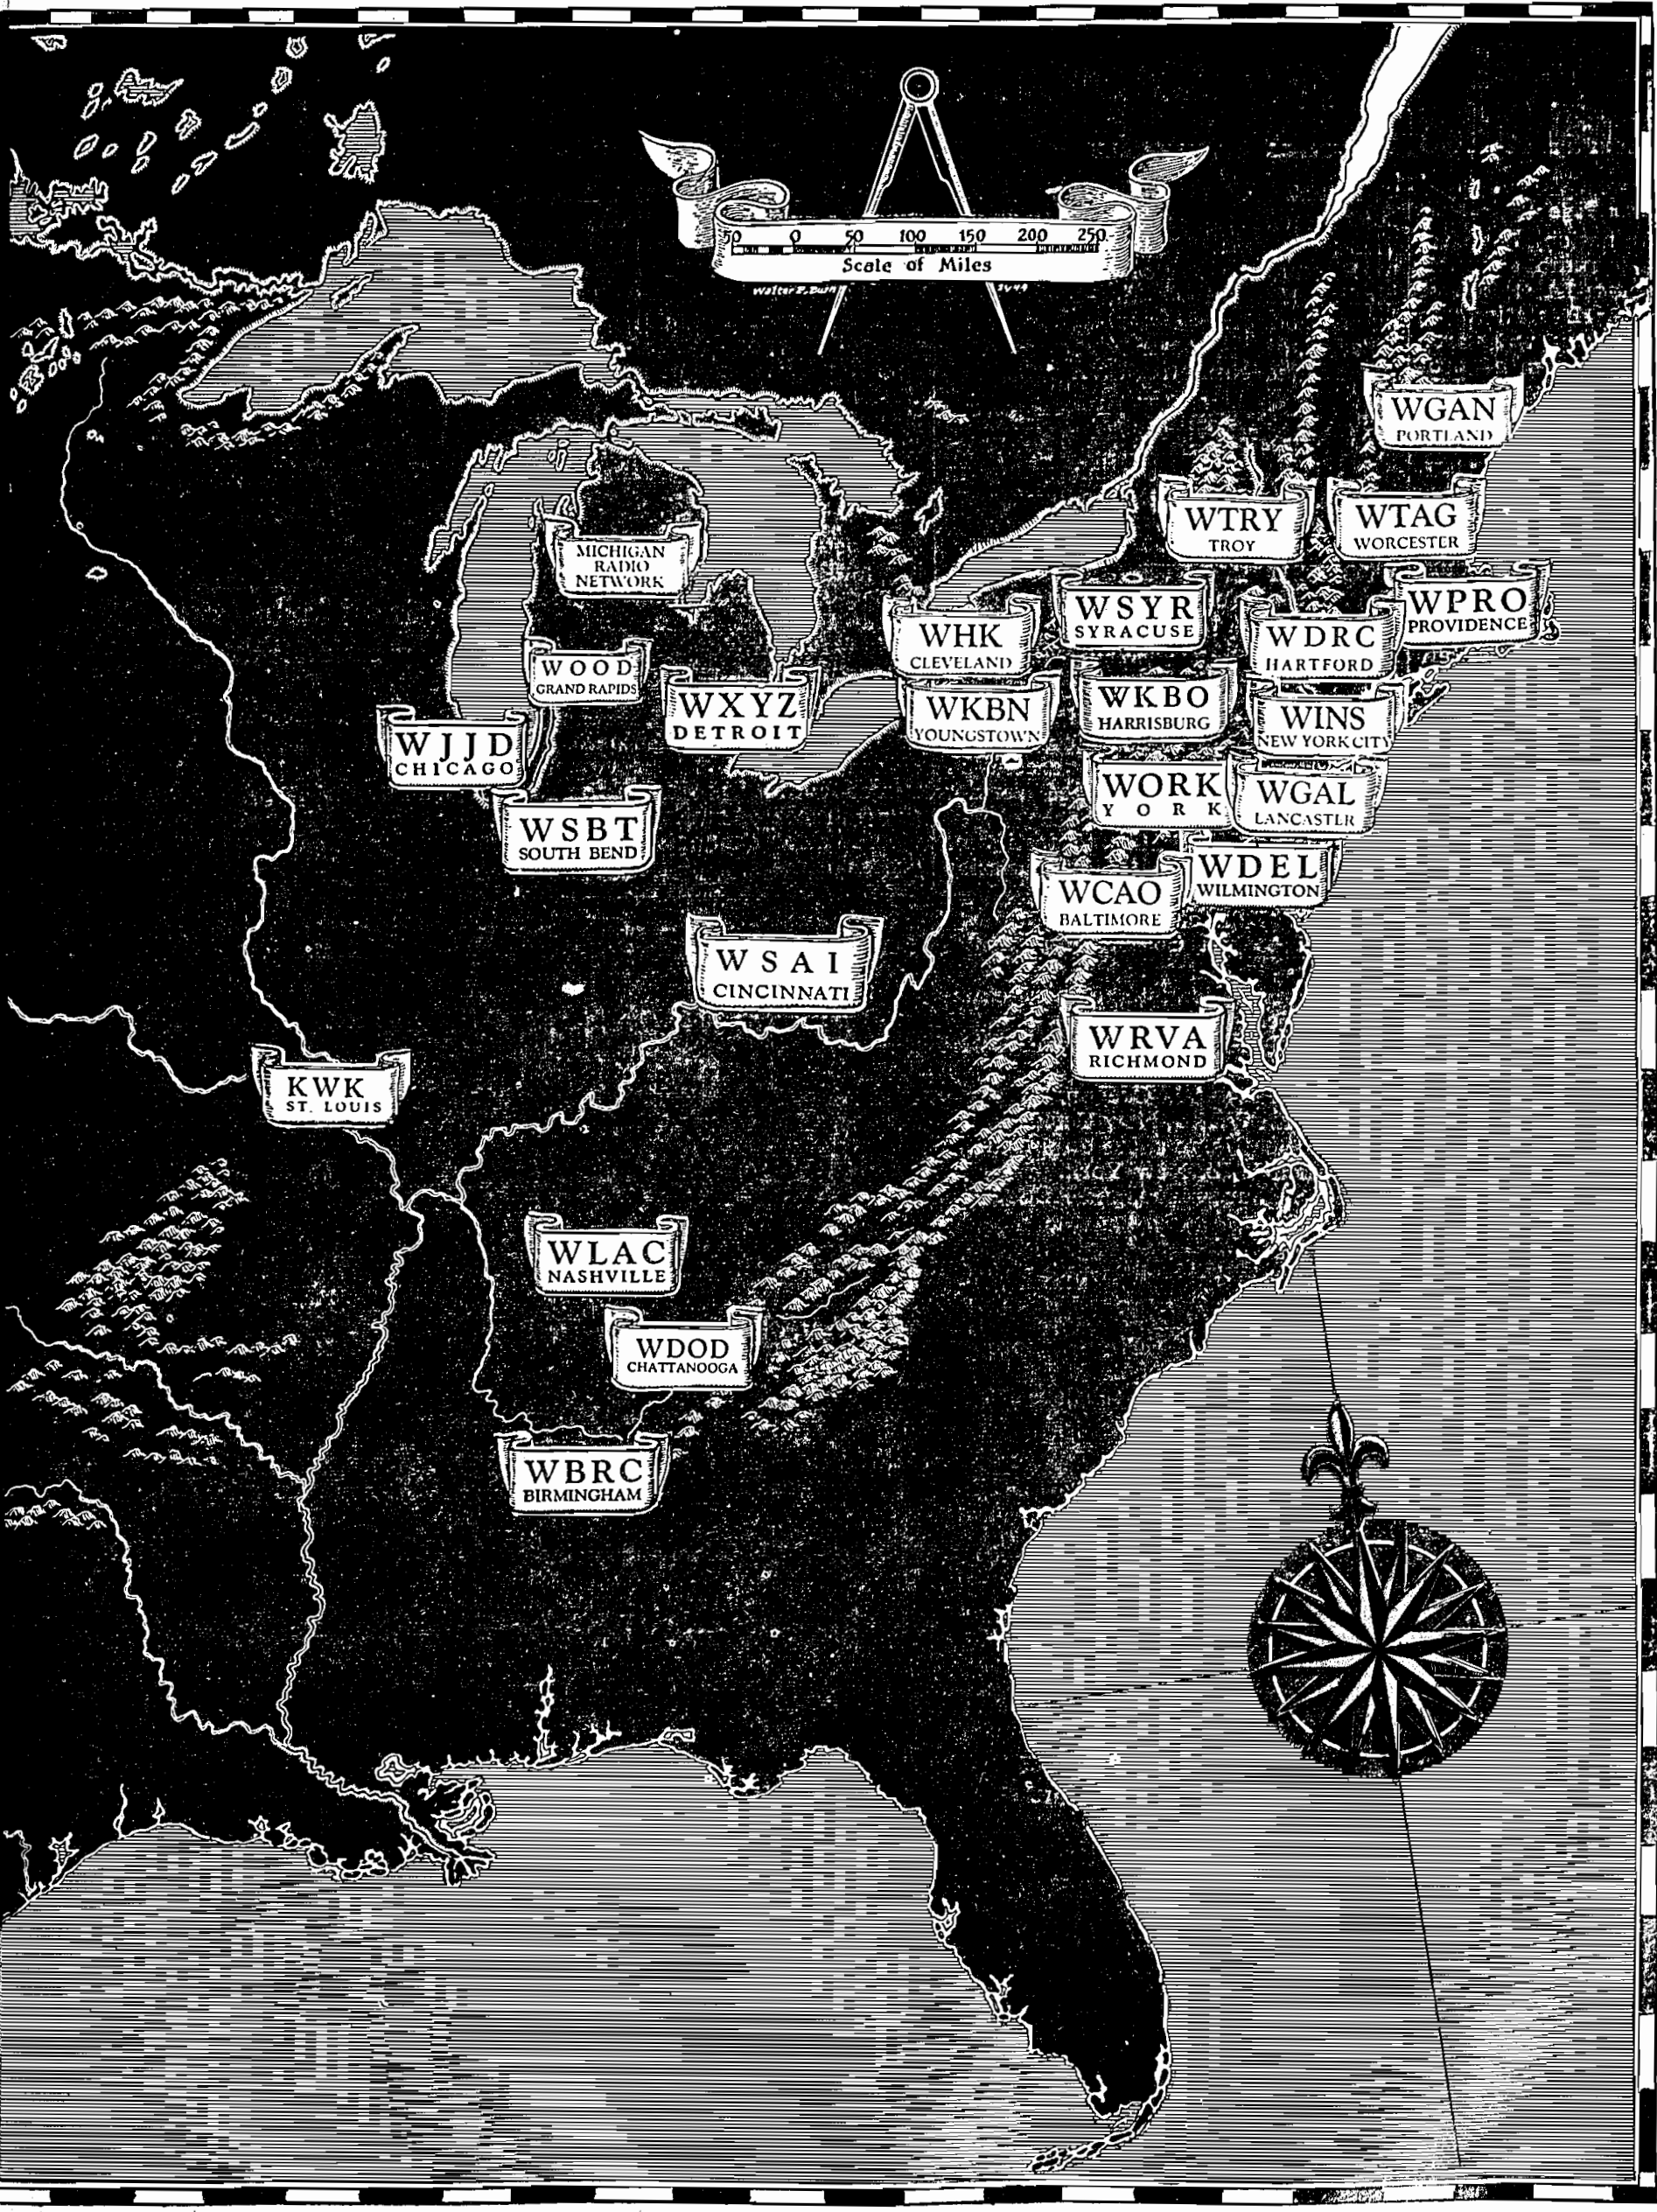 50 0 50 100 150 200 250
Scale of Miles
WGAN
PORTLAND
WTRY
TROY
WTAG
WORCESTER
MICHIGAN
RADIO
NETWORK
WHK
CLEVELAND
WSYR
SYRACUSE
WDRC
HARTFORD
WPRO
PROVIDENCE
WOOD
GRAND RAPIDS
WXYZ
DETROIT
WKBN
YOUNGSTOWN
WKBO
HARRISBURG
WINS
NEW YORK CITY
WJJD
CHICAGO
WORK
YORK
WGAL
LANCASTER
WSBT
SOUTH BEND
WCAO
BALTIMORE
WDEL
WILMINGTON
WSAI
CINCINNATI
WRVA
RICHMOND
KWK
ST. LOUIS
WLAC
NASHVILLE
WDOD
CHATTANOOGA
WBRC
BIRMINGHAM